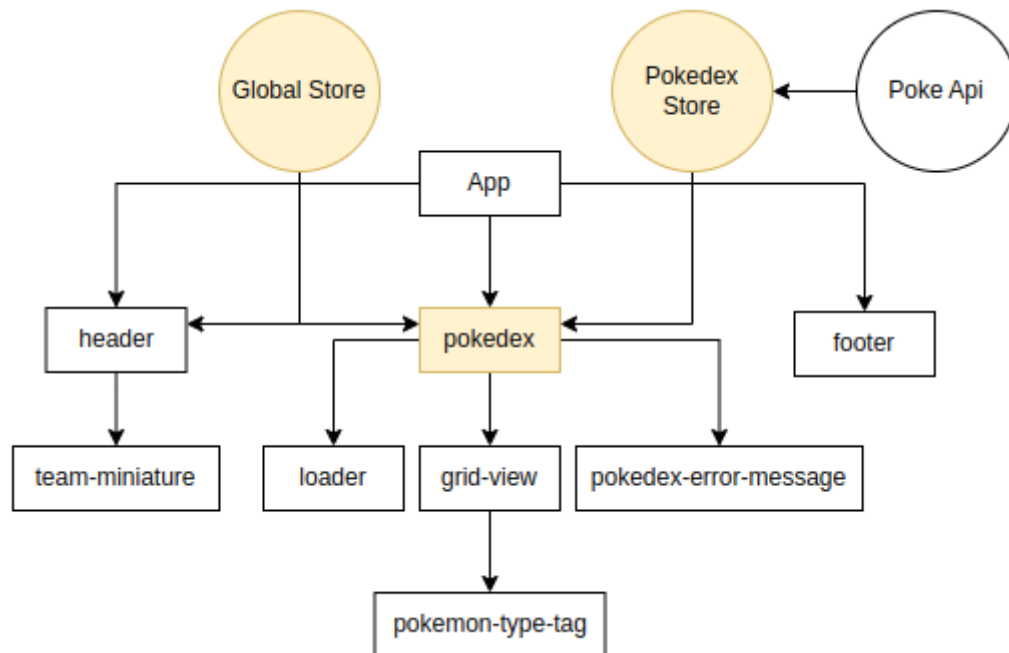 Global Store
Pokedex
Store
Poke Api
App
header
pokedex
footer
team-miniature
loader
grid-view
pokedex-error-message
pokemon-type-tag